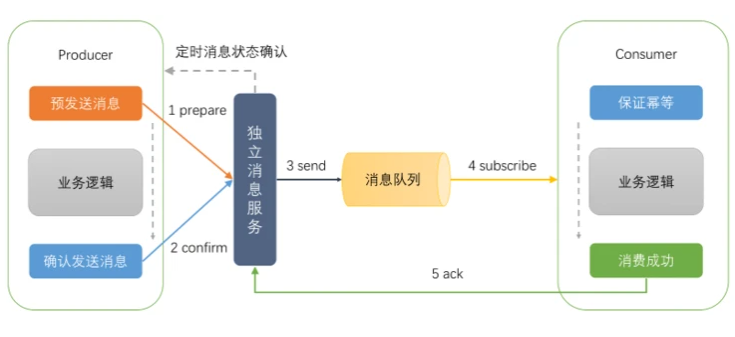 定时消息状态确认
Producer
Consumer
预发送消息
保证幂等
1 prepare
独立消息服务
3 send
消息队列
4 subscribe
业务逻辑
业务逻辑
2 confirm
确认发送消息
消费成功
5 ack